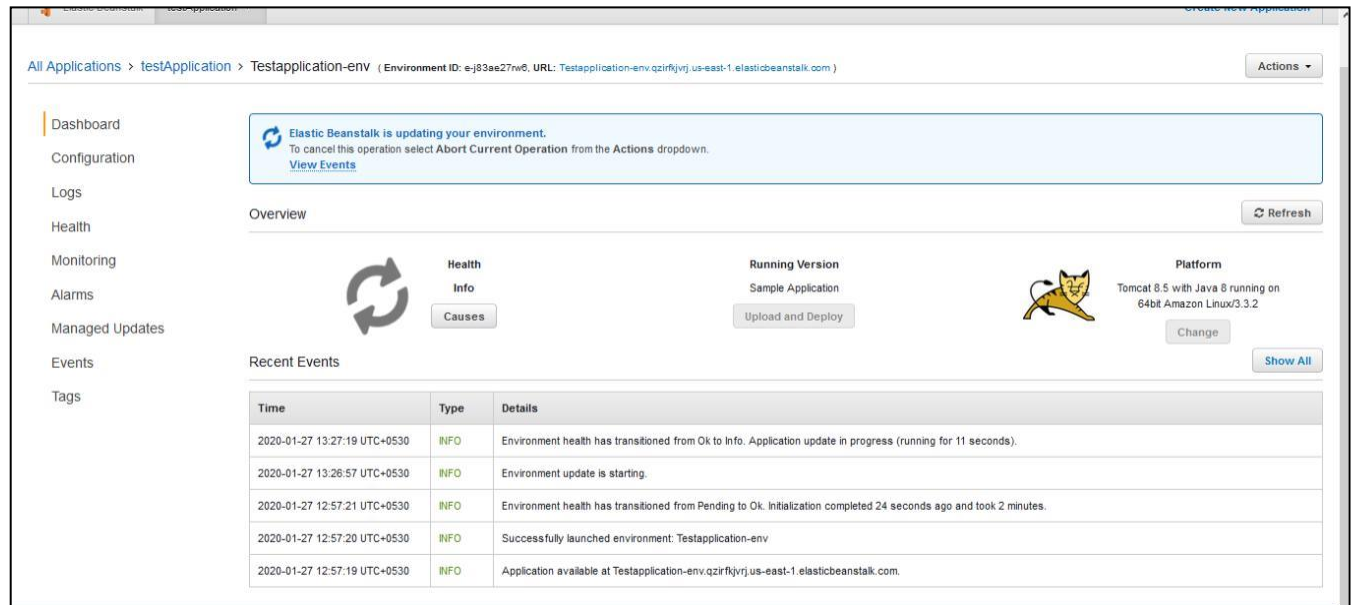 Elastic Beanstalk testApplication Create New Application
All Applications > testApplication > Testapplication-env ( Environment ID: e-j83ae27rw6, URL: Testapplication-env.qzirfkjvrj.us-east-1.elasticbeanstalk.com ) Actions
Dashboard
Configuration
Logs
Health
Monitoring
Alarms
Managed Updates
Events
Tags
Elastic Beanstalk is updating your environment.
To cancel this operation select Abort Current Operation from the Actions dropdown.
View Events
Overview Refresh
Health
Info
Causes
Running Version
Sample Application
Upload and Deploy
Platform
Tomcat 8.5 with Java 8 running on
64bit Amazon Linux/3.3.2
Change
Recent Events Show All
Time Type Details
2020-01-27 13:27:19 UTC+0530 INFO Environment health has transitioned from Ok to Info. Application update in progress (running for 11 seconds).
2020-01-27 13:26:57 UTC+0530 INFO Environment update is starting.
2020-01-27 12:57:21 UTC+0530 INFO Environment health has transitioned from Pending to Ok. Initialization completed 24 seconds ago and took 2 minutes.
2020-01-27 12:57:20 UTC+0530 INFO Successfully launched environment: Testapplication-env
2020-01-27 12:57:19 UTC+0530 INFO Application available at Testapplication-env.qzirfkjvrj.us-east-1.elasticbeanstalk.com.